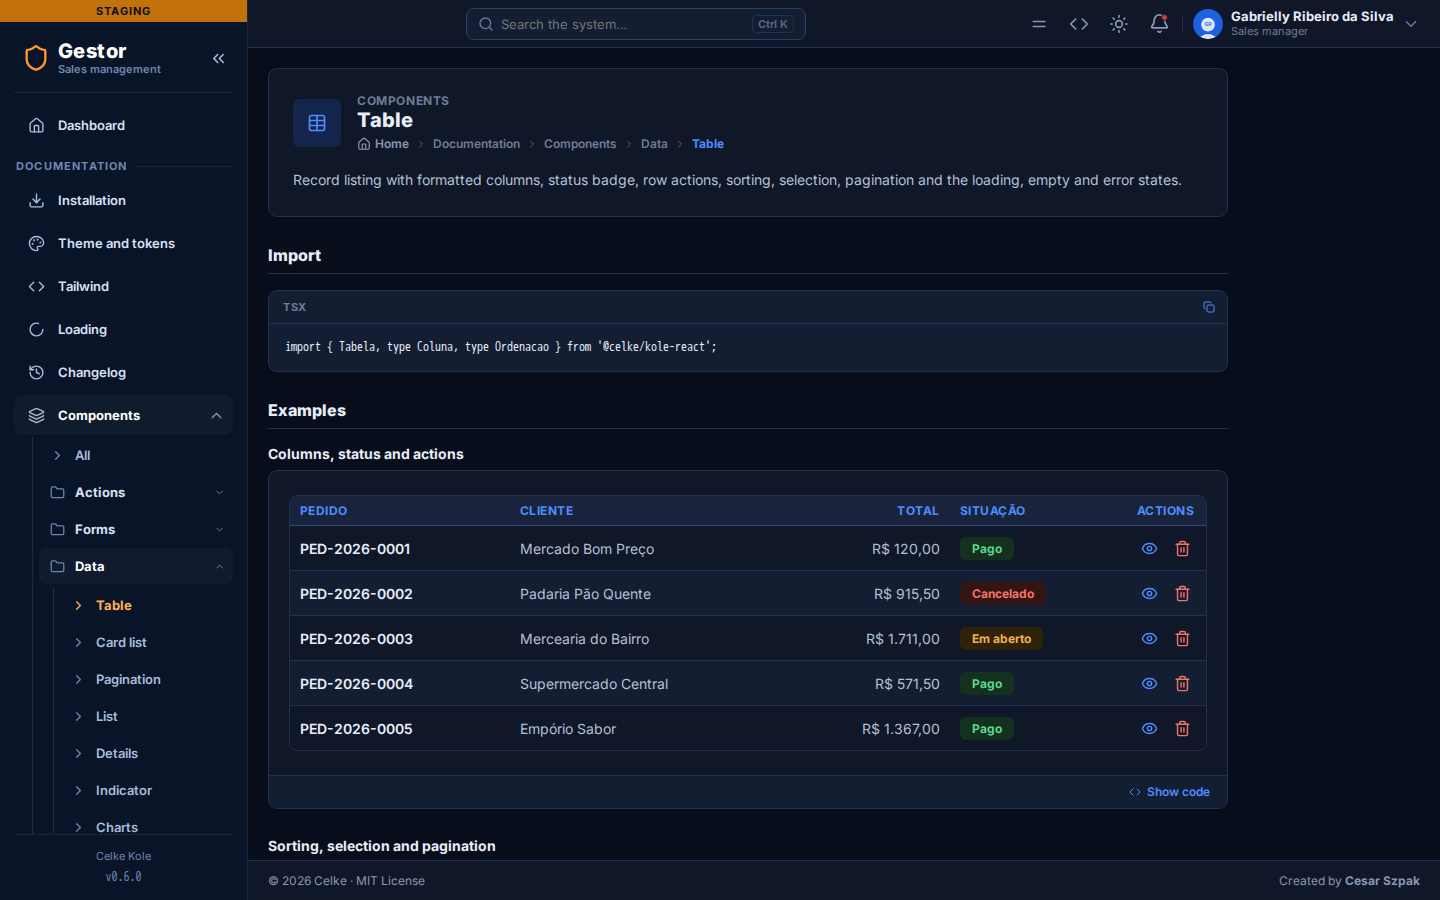 STAGING
Gestor
Sales management
Dashboard
DOCUMENTATION
Installation
Theme and tokens
Tailwind
Loading
Changelog
Components
All
Actions
Forms
Data
Table
Card list
Pagination
List
Details
Indicator
Charts
Celke Kole
v0.6.0
Search the system...
Ctrl K
GR
Gabrielly Ribeiro da Silva
Sales manager
COMPONENTS
Table
Home > Documentation > Components > Data > Table
Record listing with formatted columns, status badge, row actions, sorting, selection, pagination and the loading, empty and error states.
Import
TSX
import { Tabela, type Coluna, type Ordenacao } from '@celke/kole-react';
Examples
Columns, status and actions
PEDIDO CLIENTE TOTAL SITUAÇÃO ACTIONS
PED-2026-0001 Mercado Bom Preço R$ 120,00 Pago
PED-2026-0002 Padaria Pão Quente R$ 915,50 Cancelado
PED-2026-0003 Mercearia do Bairro R$ 1.711,00 Em aberto
PED-2026-0004 Supermercado Central R$ 571,50 Pago
PED-2026-0005 Empório Sabor R$ 1.367,00 Pago
Show code
Sorting, selection and pagination
© 2026 Celke · MIT License
Created by Cesar Szpak